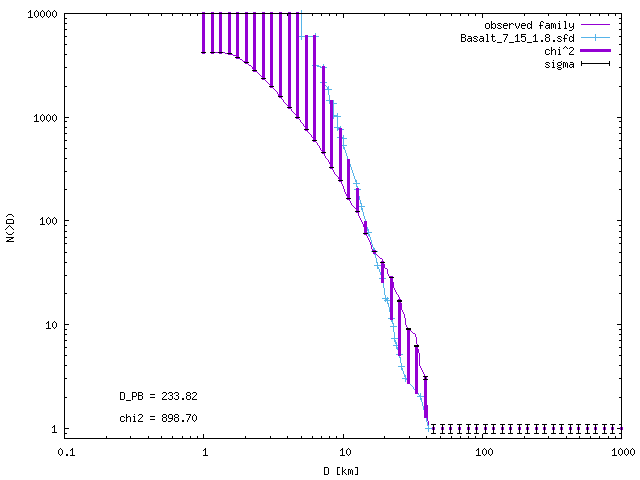 10000
1000
100
10
1
N(>D)
observed family
Basalt_7_15_1.8.sfd
chi^2
sigma
D_PB = 233.82
chi2 = 898.70
0.1 1 10 100 1000
D [km]